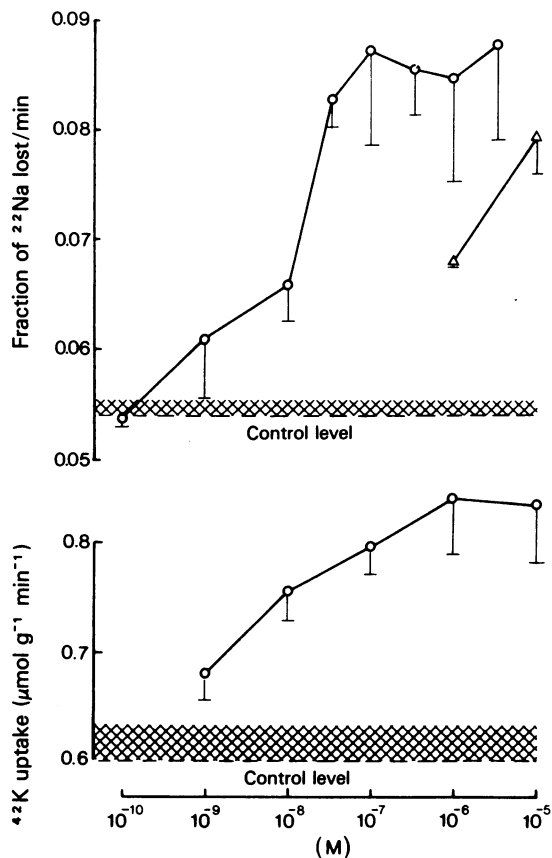 0.09
0.08
0.07
0.06
0.05
Fraction of ²²Na lost/min
Control level
0.8
0.7
0.6
⁴²K uptake (μmol g⁻¹ min⁻¹)
Control level
10⁻¹⁰ 10⁻⁹ 10⁻⁸ 10⁻⁷ 10⁻⁶ 10⁻⁵
(M)